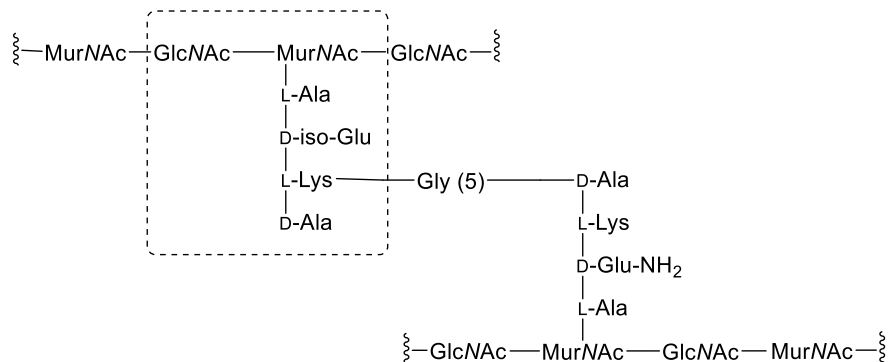 MurNAc GlcNAc MurNAc GlcNAc
L-Ala
D-iso-Glu
L-Lys Gly (5) D-Ala
D-Ala L-Lys
D-Glu-NH₂
L-Ala
GlcNAc MurNAc GlcNAc MurNAc